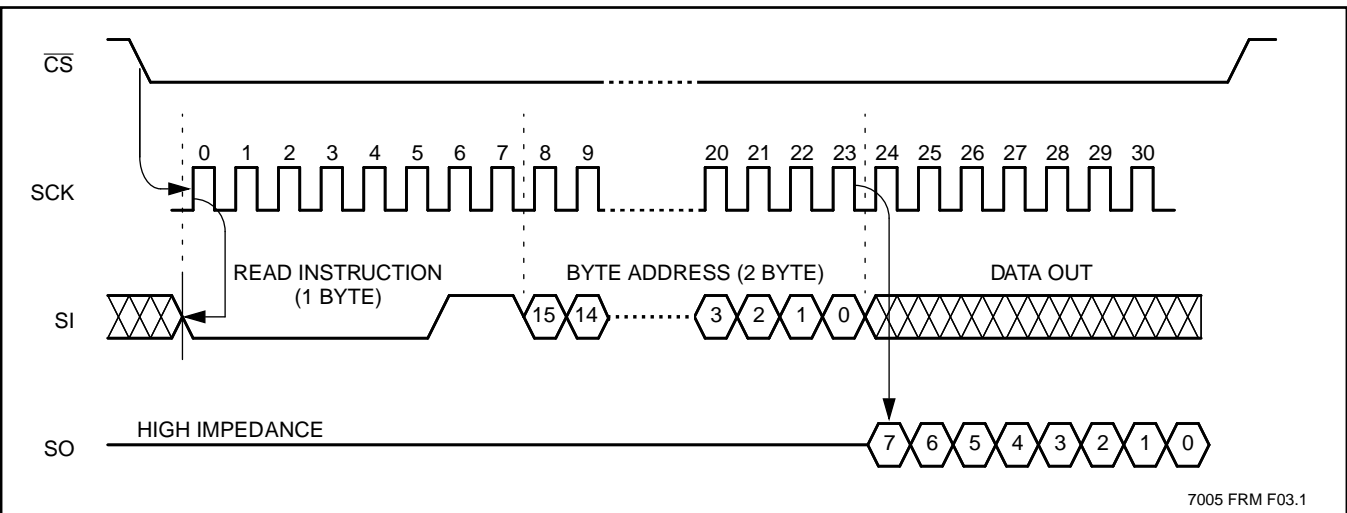 CS
0 1 2 3 4 5 6 7 8 9 20 21 22 23 24 25 26 27 28 29 30
SCK
READ INSTRUCTION
(1 BYTE)
BYTE ADDRESS (2 BYTE)
DATA OUT
SI
15 14 3 2 1 0
HIGH IMPEDANCE
SO
7 6 5 4 3 2 1 0
7005 FRM F03.1